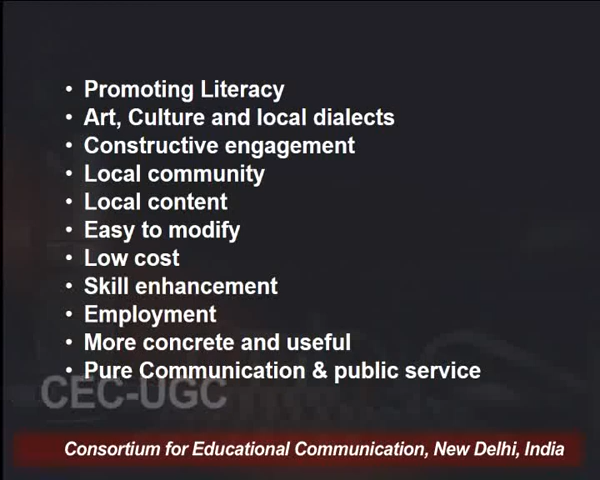 • Promoting Literacy
• Art, Culture and local dialects
• Constructive engagement
• Local community
• Local content
• Easy to modify
• Low cost
• Skill enhancement
• Employment
• More concrete and useful
• Pure Communication & public service
CEC-UGC
Consortium for Educational Communication, New Delhi, India